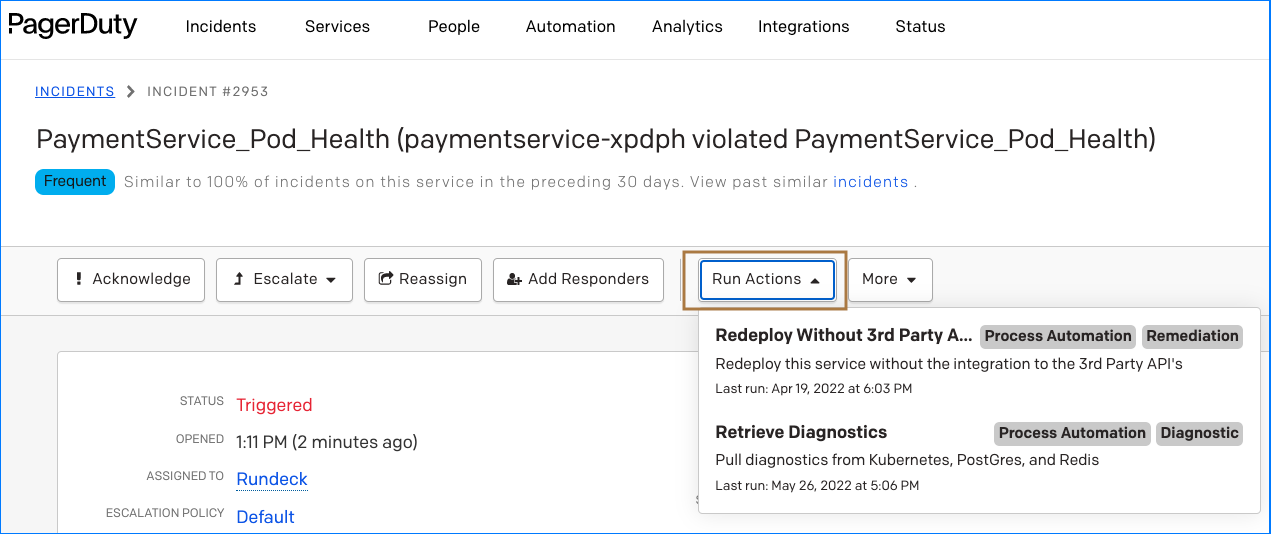 PagerDuty Incidents Services People Automation Analytics Integrations Status
INCIDENTS > INCIDENT #2953
PaymentService_Pod_Health (paymentservice-xpdph violated PaymentService_Pod_Health)
Frequent Similar to 100% of incidents on this service in the preceding 30 days. View past similar incidents .
Acknowledge Escalate Reassign Add Responders Run Actions More
Redeploy Without 3rd Party A... Process Automation Remediation
Redeploy this service without the integration to the 3rd Party API's
Last run: Apr 19, 2022 at 6:03 PM
Retrieve Diagnostics Process Automation Diagnostic
Pull diagnostics from Kubernetes, PostGres, and Redis
Last run: May 26, 2022 at 5:06 PM
STATUS Triggered
OPENED 1:11 PM (2 minutes ago)
ASSIGNED TO Rundeck
ESCALATION POLICY Default